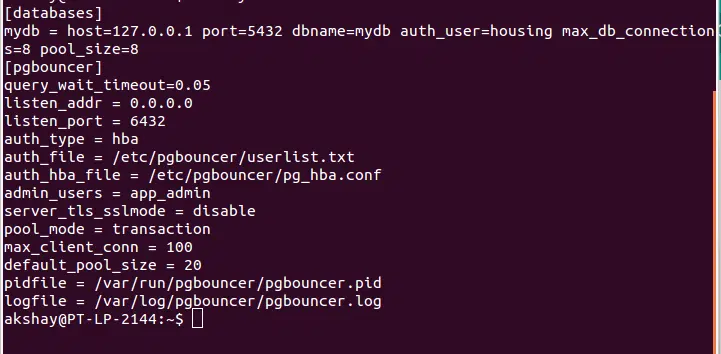 [databases]
mydb = host=127.0.0.1 port=5432 dbname=mydb auth_user=housing max_db_connection
s=8 pool_size=8
[pgbouncer]
query_wait_timeout=0.05
listen_addr = 0.0.0.0
listen_port = 6432
auth_type = hba
auth_file = /etc/pgbouncer/userlist.txt
auth_hba_file = /etc/pgbouncer/pg_hba.conf
admin_users = app_admin
server_tls_sslmode = disable
pool_mode = transaction
max_client_conn = 100
default_pool_size = 20
pidfile = /var/run/pgbouncer/pgbouncer.pid
logfile = /var/log/pgbouncer/pgbouncer.log
akshay@PT-LP-2144:~$